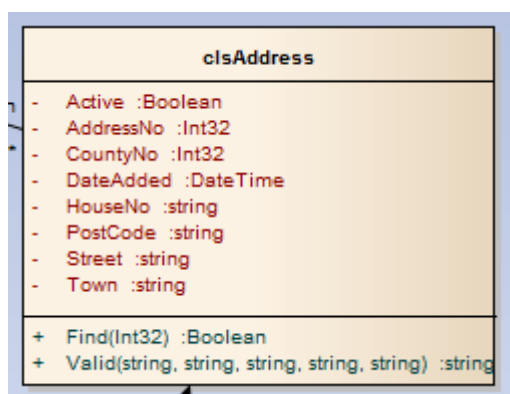 clsAddress
- Active :Boolean
- AddressNo :Int32
- CountyNo :Int32
- DateAdded :DateTime
- HouseNo :string
- PostCode :string
- Street :string
- Town :string
+ Find(Int32) :Boolean
+ Valid(string, string, string, string, string) :string